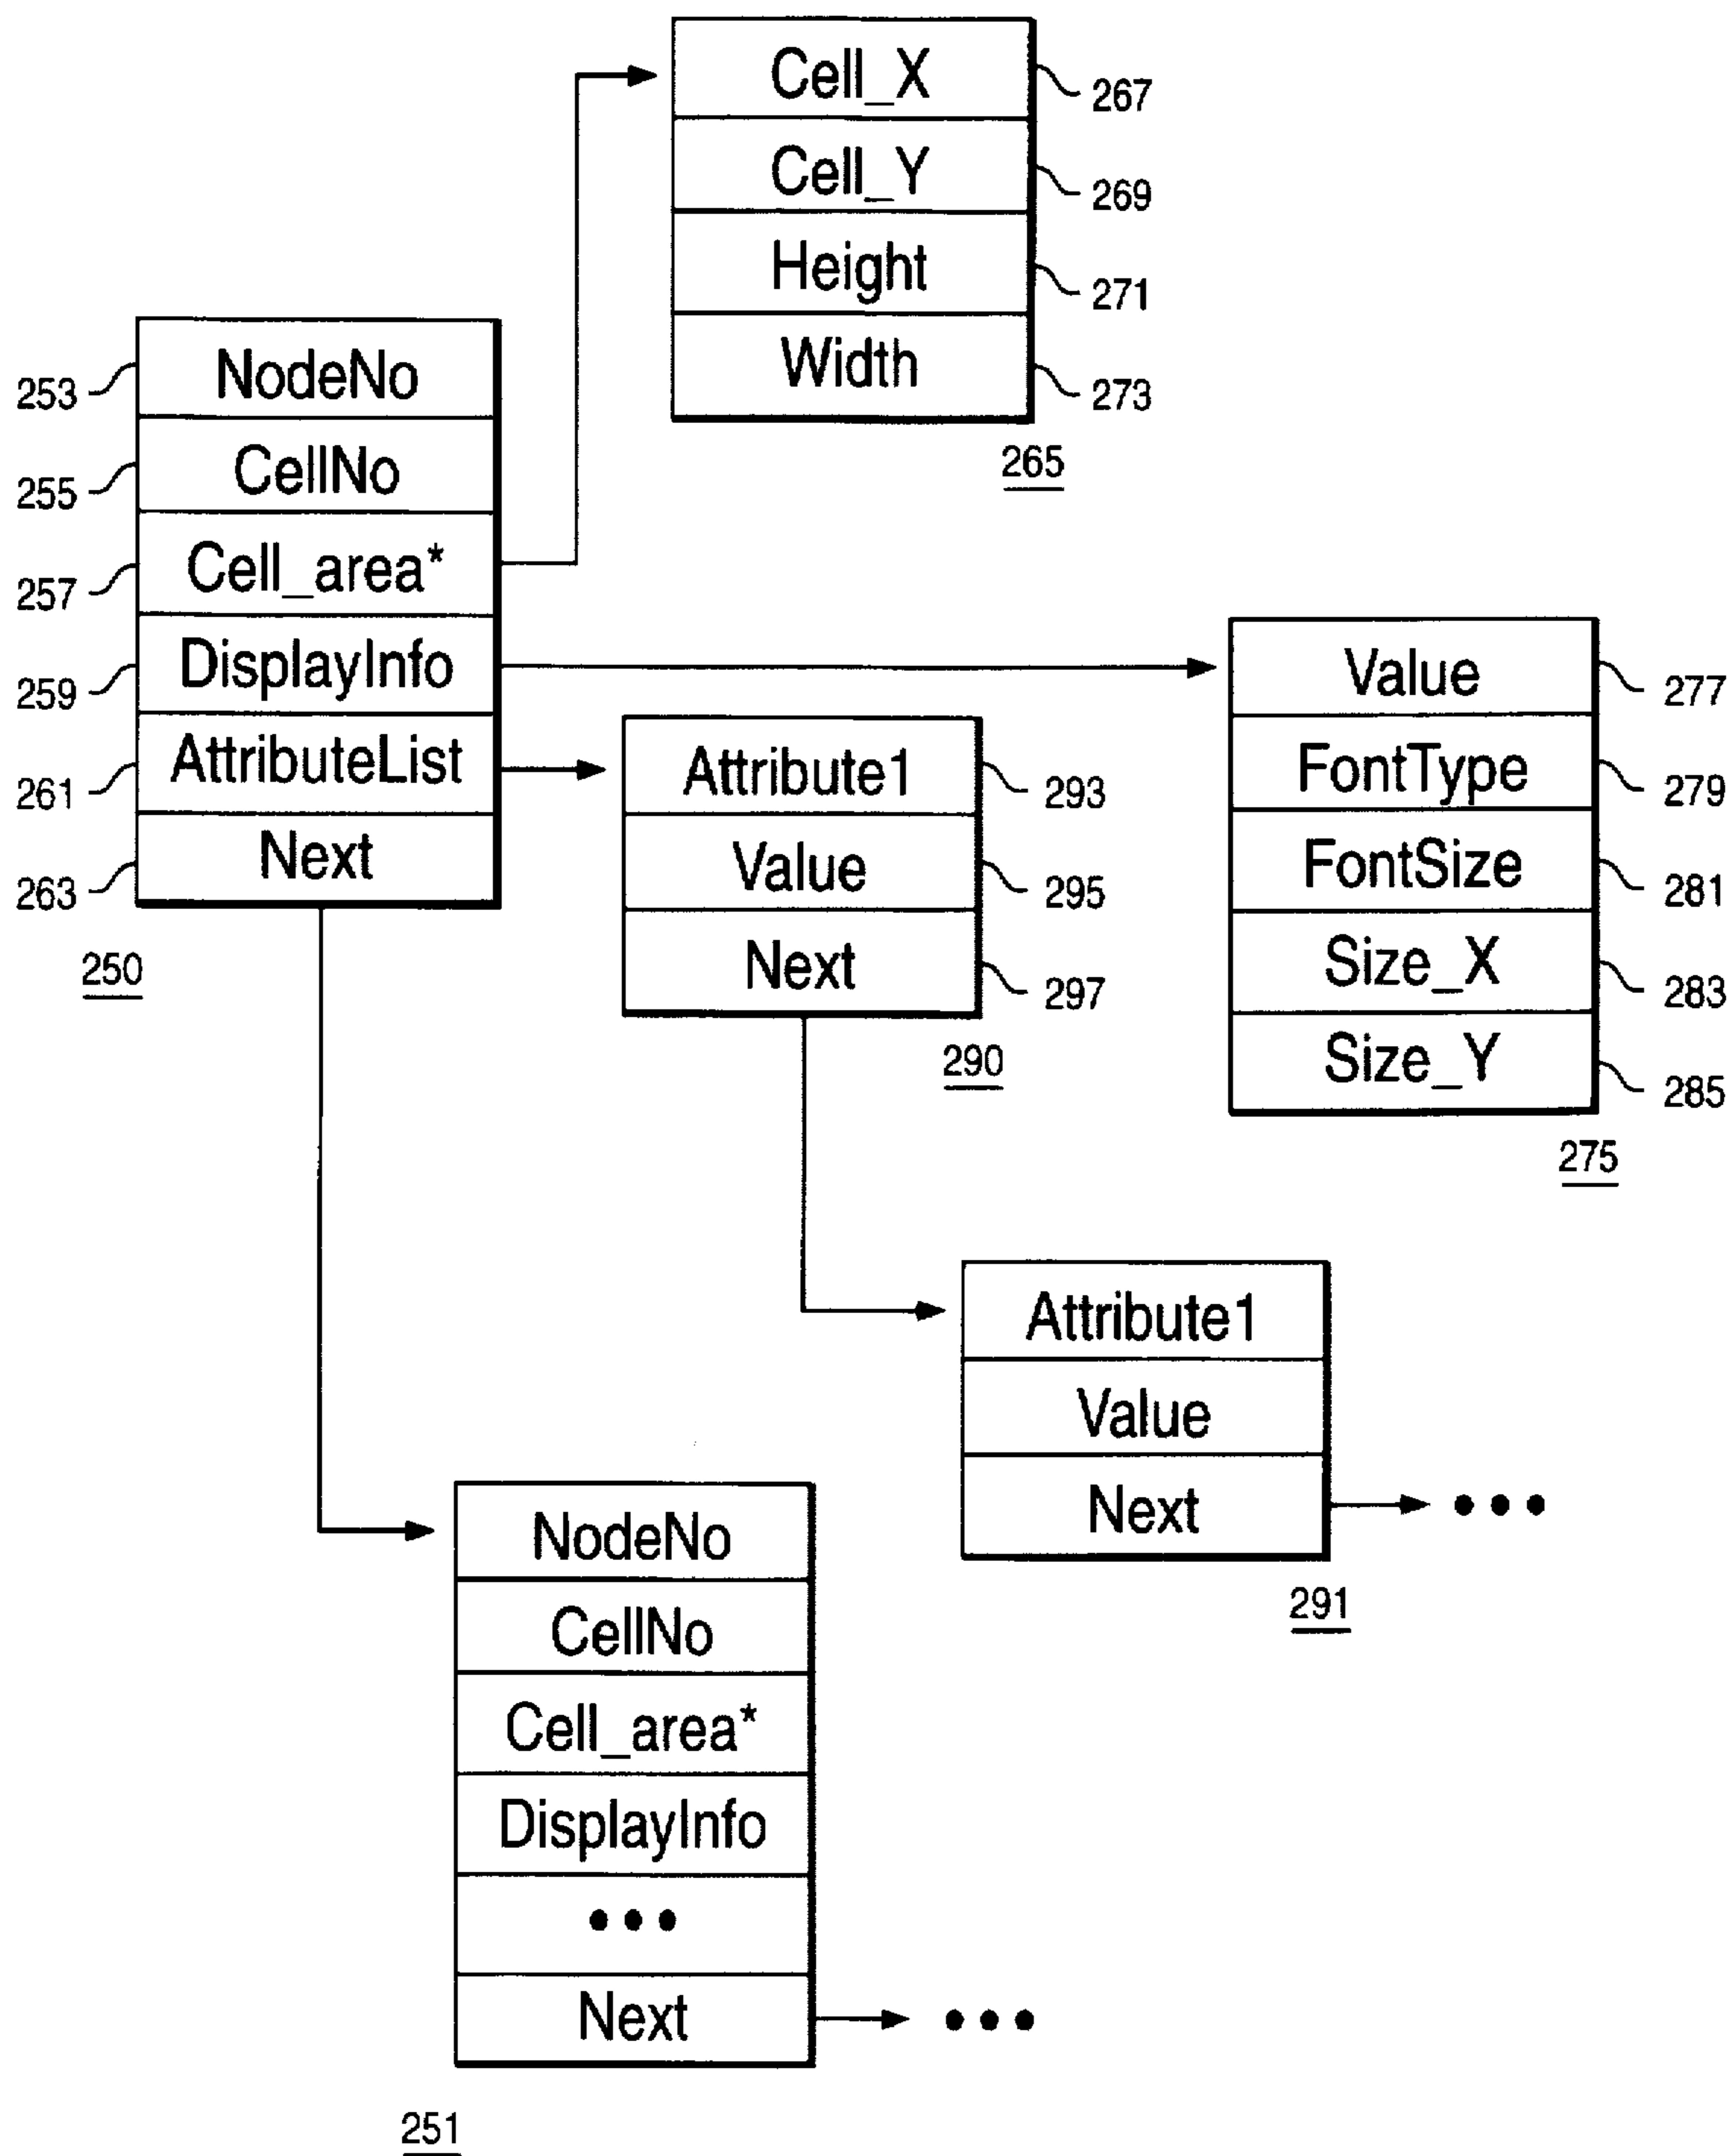 Cell_X
267
Cell_Y
269
Height
271
Width
273
265
253
NodeNo
255
CellNo
257
Cell_area*
259
DisplayInfo
261
AttributeList
263
Next
250
Value
277
FontType
279
FontSize
281
Size_X
283
Size_Y
285
275
Attribute1
293
Value
295
Next
297
290
Attribute1
Value
Next
•••
291
NodeNo
CellNo
Cell_area*
DisplayInfo
•••
Next
•••
251